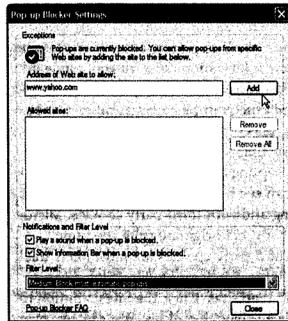 Pop-up Blocker Settings
Exceptions
Pop-ups are currently blocked. You can allow pop-ups from specific
Web sites by adding the site to the list below.
Address of Web site to allow:
www.yahoo.com
Add
Allowed sites:
Remove
Remove All
Notifications and Filter Level
Play a sound when a pop-up is blocked.
Show Information Bar when a pop-up is blocked.
Filter Level:
Medium: Block most automatic pop-ups
Pop-up Blocker FAQ
Close